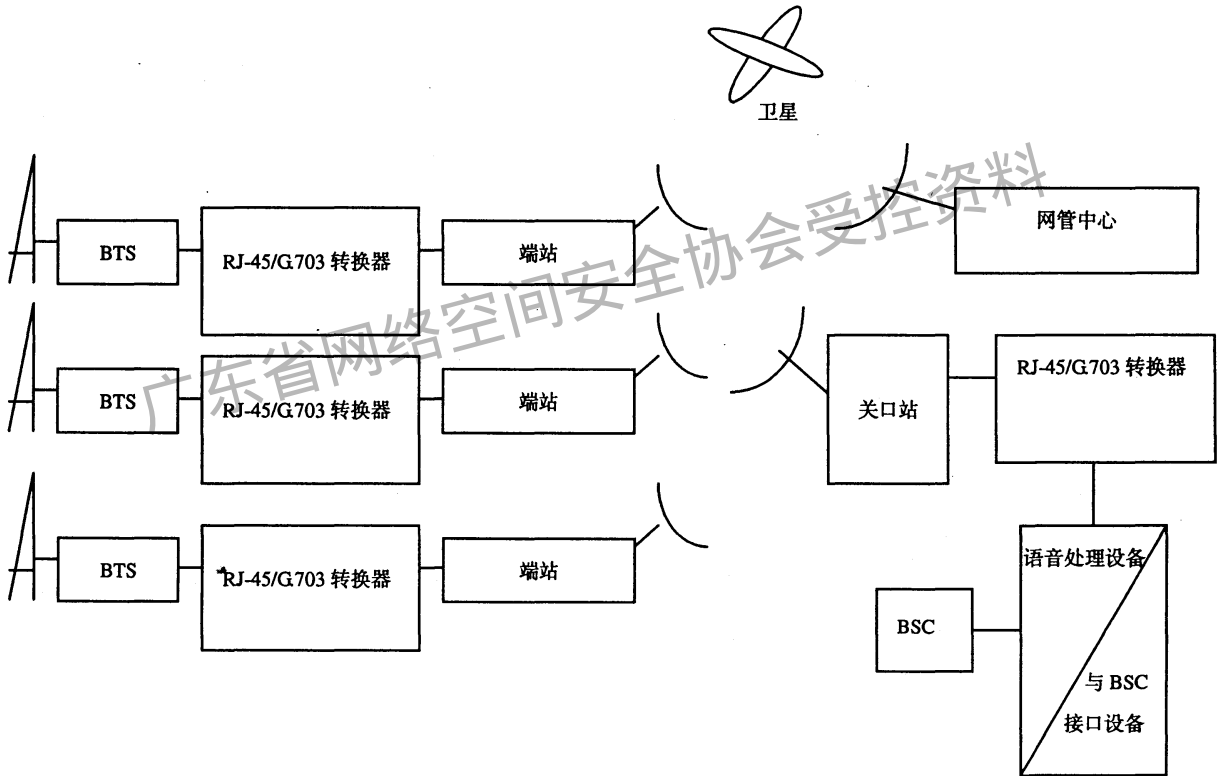 卫星
网管中心
BTS
RJ-45/G.703 转换器
端站
BTS
RJ-45/G.703 转换器
端站
关口站
RJ-45/G.703 转换器
BTS
RJ-45/G.703 转换器
端站
语音处理设备
BSC
与 BSC
接口设备
广东省网络空间安全协会受控资料